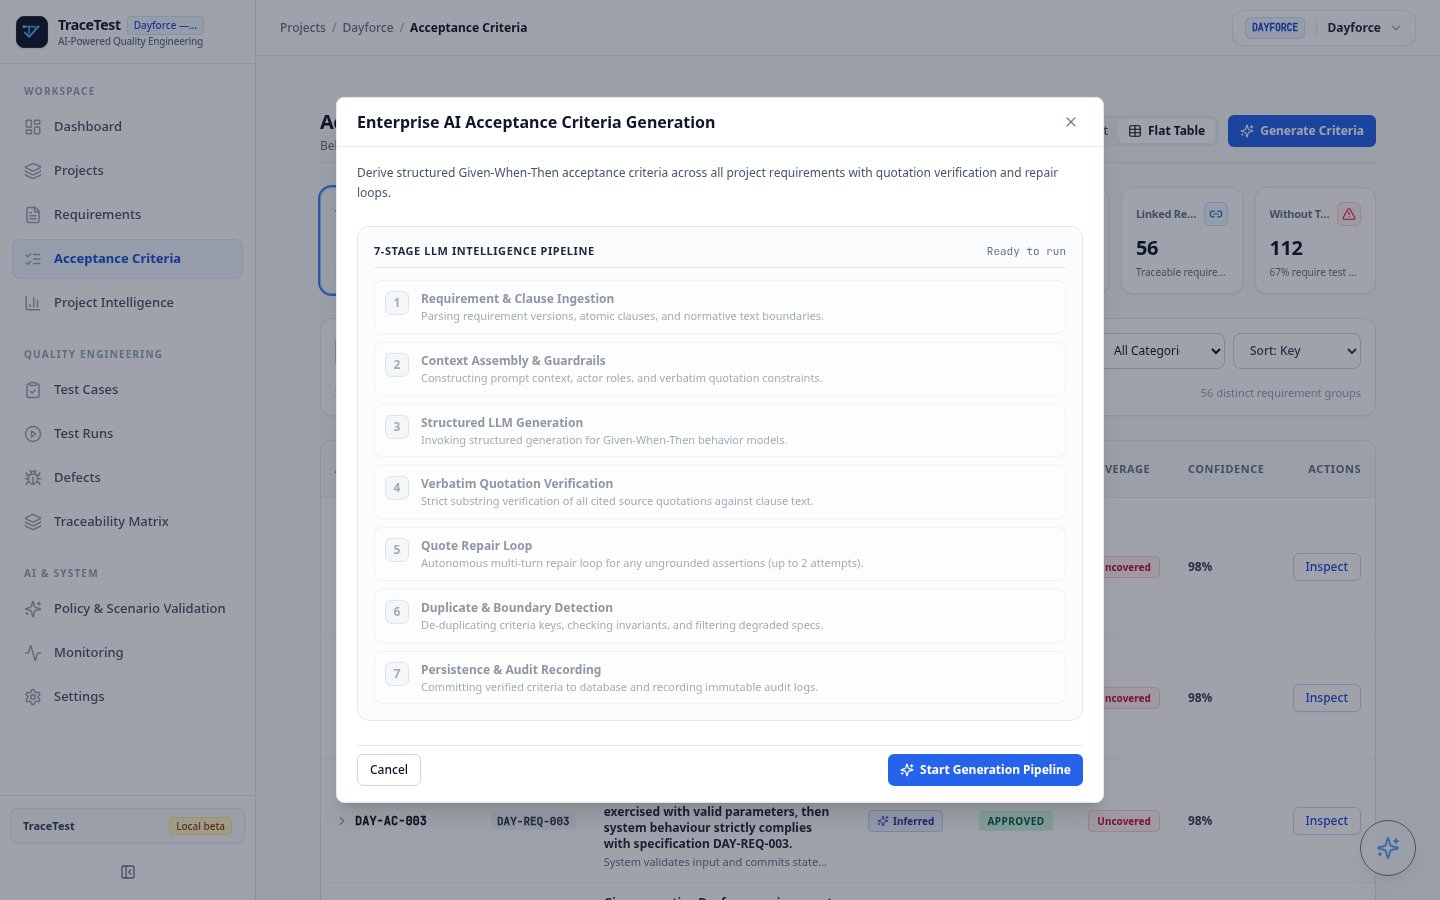 TraceTest
Dayforce —...
AI-Powered Quality Engineering
WORKSPACE
Dashboard
Projects
Requirements
Acceptance Criteria
Project Intelligence
QUALITY ENGINEERING
Test Cases
Test Runs
Defects
Traceability Matrix
AI & SYSTEM
Policy & Scenario Validation
Monitoring
Settings
TraceTest
Local beta
Projects / Dayforce / Acceptance Criteria
DAYFORCE
Dayforce
Flat Table
Generate Criteria
Linked Re...
56
Traceable require...
Without T...
112
67% require test ...
All Categori
Sort: Key
56 distinct requirement groups
CONFIDENCE
ACTIONS
98%
Inspect
98%
Inspect
Enterprise AI Acceptance Criteria Generation
Derive structured Given-When-Then acceptance criteria across all project requirements with quotation verification and repair
loops.
7-STAGE LLM INTELLIGENCE PIPELINE
Ready to run
1
Requirement & Clause Ingestion
Parsing requirement versions, atomic clauses, and normative text boundaries.
2
Context Assembly & Guardrails
Constructing prompt context, actor roles, and verbatim quotation constraints.
3
Structured LLM Generation
Invoking structured generation for Given-When-Then behavior models.
4
Verbatim Quotation Verification
Strict substring verification of all cited source quotations against clause text.
5
Quote Repair Loop
Autonomous multi-turn repair loop for any ungrounded assertions (up to 2 attempts).
6
Duplicate & Boundary Detection
De-duplicating criteria keys, checking invariants, and filtering degraded specs.
7
Persistence & Audit Recording
Committing verified criteria to database and recording immutable audit logs.
Cancel
Start Generation Pipeline
DAY-AC-003
DAY-REQ-003
exercised with valid parameters, then
system behaviour strictly complies
with specification DAY-REQ-003.
System validates input and commits state...
Inferred
APPROVED
Uncovered
98%
Inspect